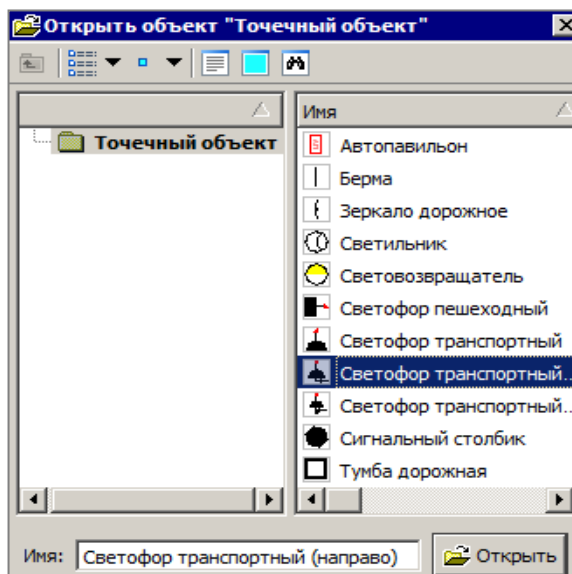 Открыть объект "Точечный объект"
Имя
Точечный объект
Автопавильон
Берма
Зеркало дорожное
Светильник
Световозвращатель
Светофор пешеходный
Светофор транспортный
Светофор транспортный...
Светофор транспортный...
Сигнальный столбик
Тумба дорожная
Имя: Светофор транспортный (направо) Открыть